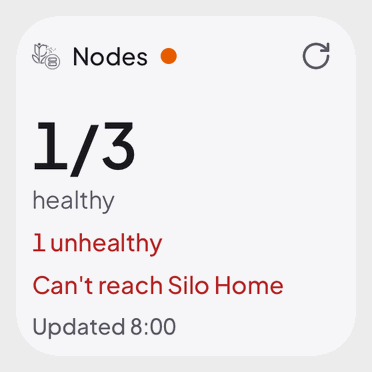 Nodes
1/3
healthy
1 unhealthy
Can't reach Silo Home
Updated 8:00